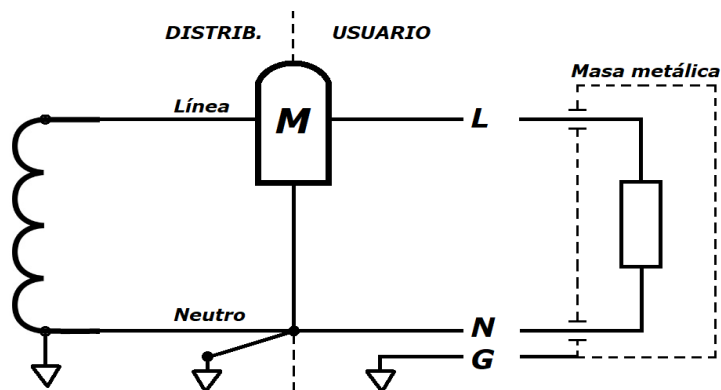 DISTRIB.
USUARIO
Masa metálica
Línea
M
L
Neutro
N
G